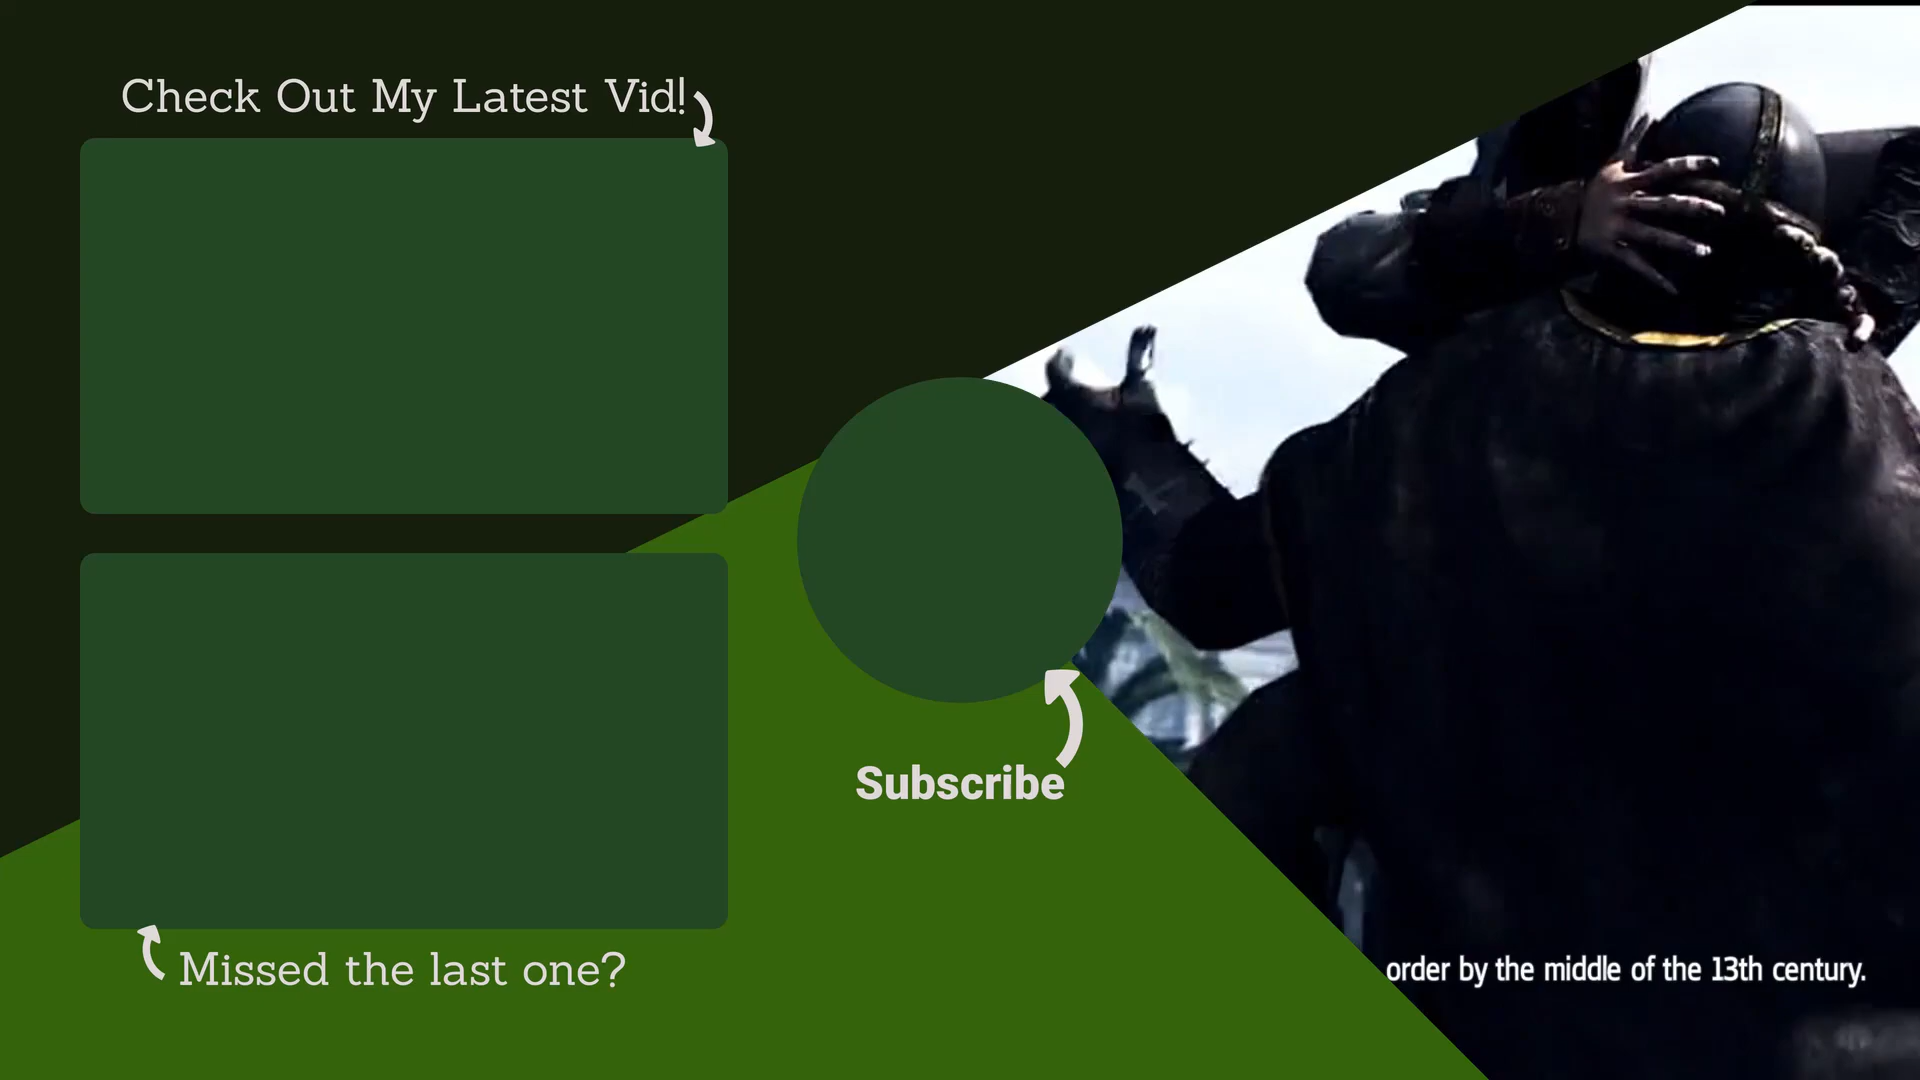 Check Out My Latest Vid!
Subscribe
Missed the last one?
order by the middle of the 13th century.